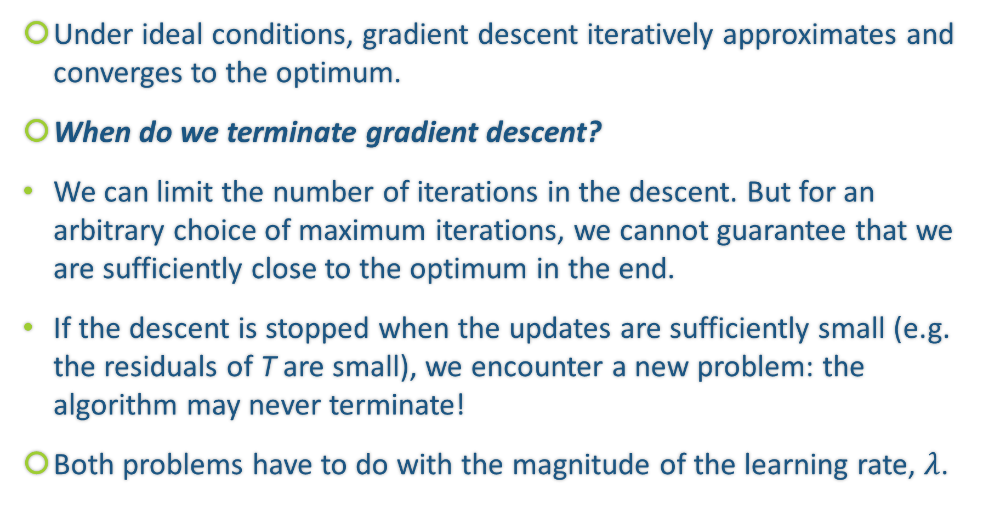 Under ideal conditions, gradient descent iteratively approximates and
converges to the optimum.
When do we terminate gradient descent?
• We can limit the number of iterations in the descent. But for an
arbitrary choice of maximum iterations, we cannot guarantee that we
are sufficiently close to the optimum in the end.
• If the descent is stopped when the updates are sufficiently small (e.g.
the residuals of T are small), we encounter a new problem: the
algorithm may never terminate!
Both problems have to do with the magnitude of the learning rate, λ.